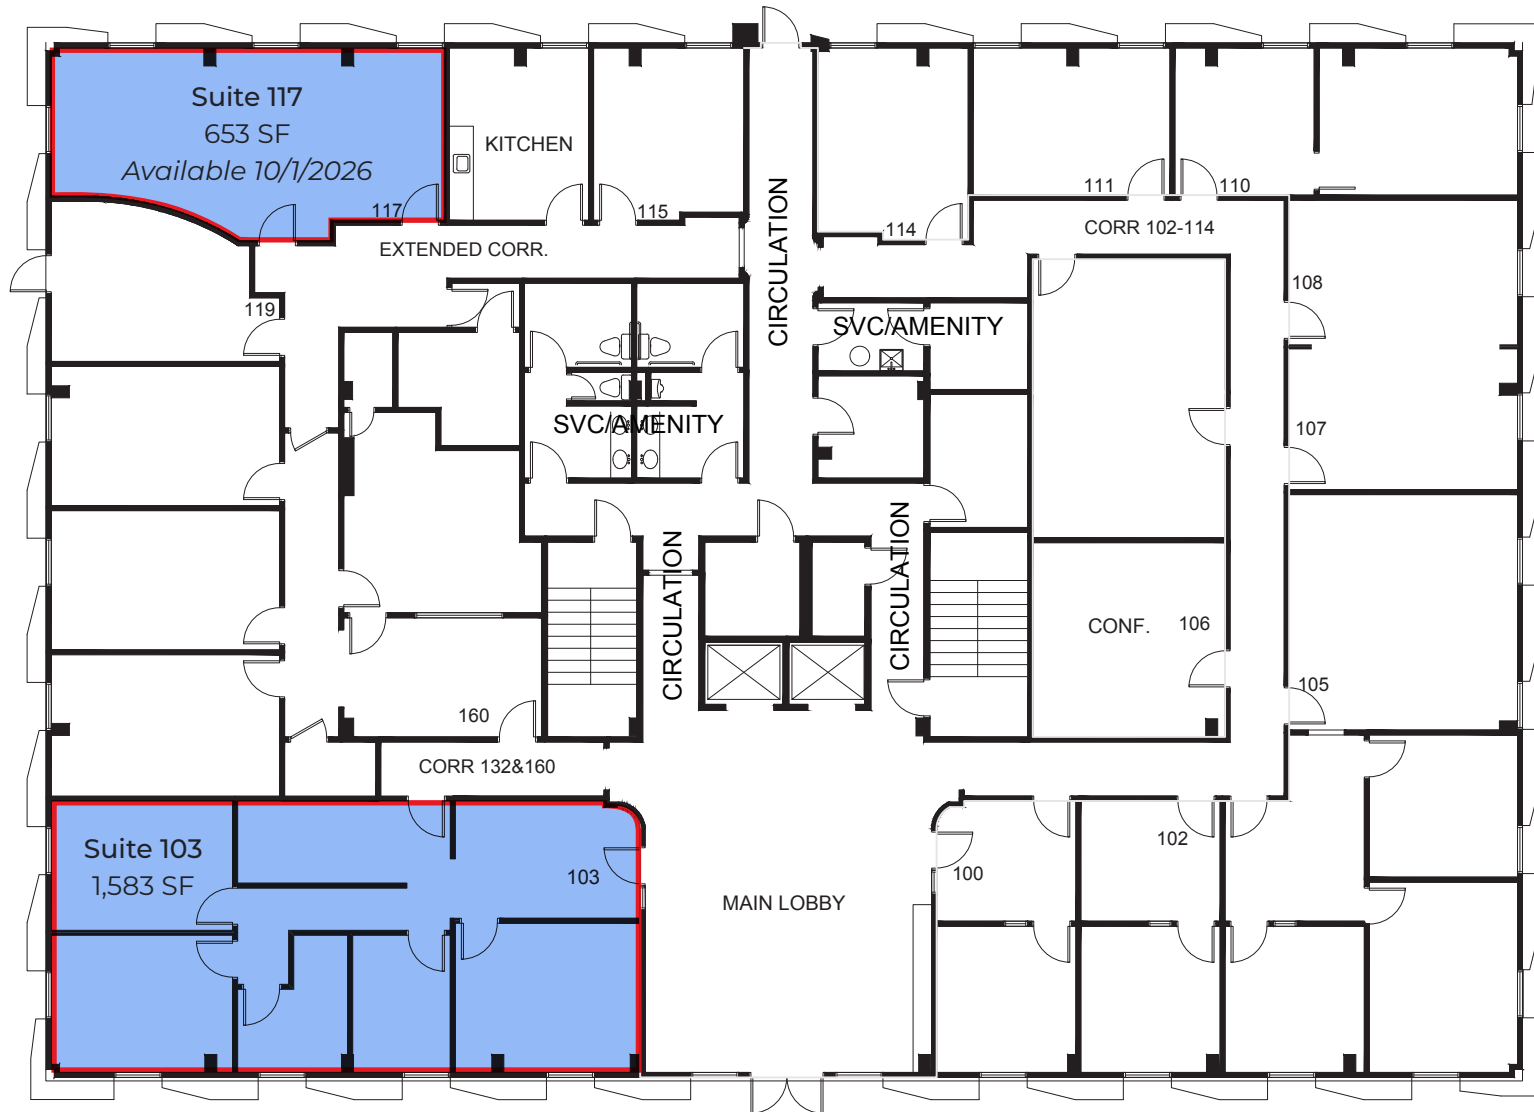 Suite 117
653 SF
Available 10/1/2026
117
KITCHEN
115
EXTENDED CORR.
CIRCULATION
114
111
110
CORR 102-114
108
119
SVC/AMENITY
SVC/AMENITY
107
CIRCULATION
CIRCULATION
CONF.
106
105
160
CORR 132&160
Suite 103
1,583 SF
103
MAIN LOBBY
100
102